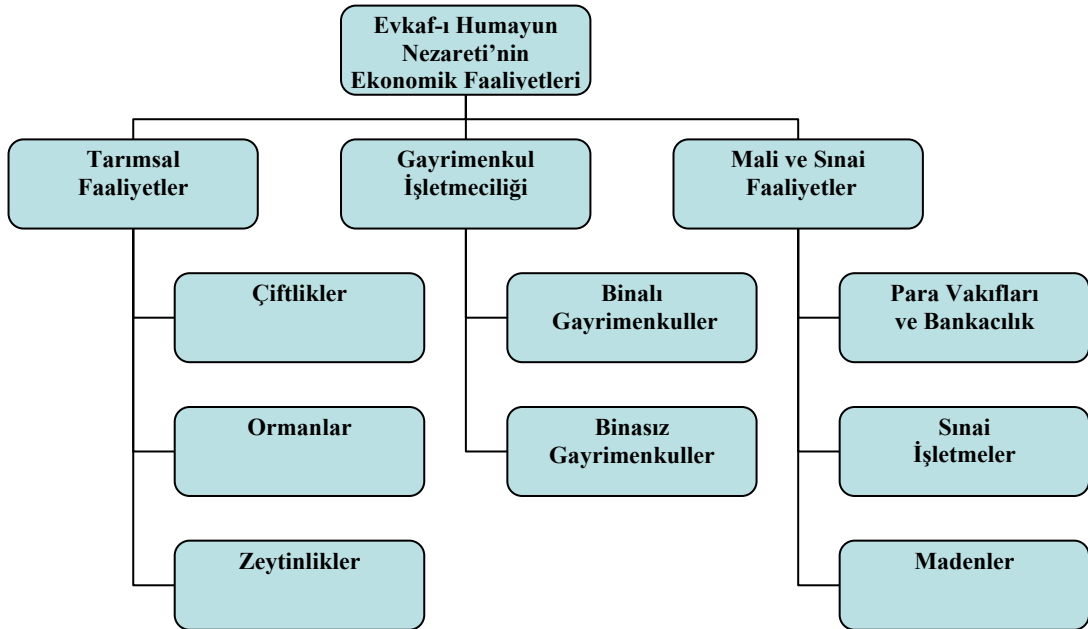 Evkaf-ı Humayun
Nezareti’nin
Ekonomik Faaliyetleri
Tarımsal
Faaliyetler
Gayrimenkul
İşletmeciliği
Mali ve Sınai
Faaliyetler
Çiftlikler
Binalı
Gayrimenkuller
Para Vakıfları
ve Bankacılık
Ormanlar
Binasız
Gayrimenkuller
Sınai
İşletmeler
Zeytinlikler
Madenler